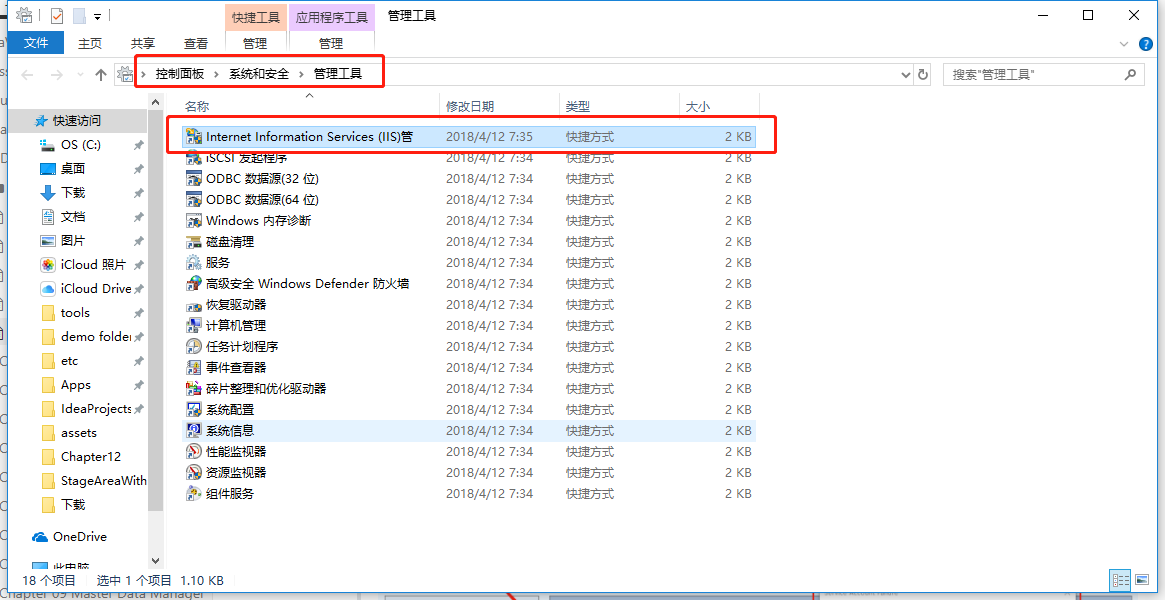 快捷工具 应用程序工具 管理工具
文件 主页 共享 查看 管理 管理
控制面板 › 系统和安全 › 管理工具 搜索"管理工具"
名称 修改日期 类型 大小
快速访问
OS (C:)
桌面
下载
文档
图片
iCloud 照片
iCloud Drive
tools
demo folder
etc
Apps
IdeaProjects
assets
Chapter12
StageAreaWith
下载
OneDrive
此电脑
Internet Information Services (IIS)管 2018/4/12 7:35 快捷方式 2 KB
iSCSI 发起程序 2018/4/12 7:34 快捷方式 2 KB
ODBC 数据源(32 位) 2018/4/12 7:34 快捷方式 2 KB
ODBC 数据源(64 位) 2018/4/12 7:34 快捷方式 2 KB
Windows 内存诊断 2018/4/12 7:34 快捷方式 2 KB
磁盘清理 2018/4/12 7:34 快捷方式 2 KB
服务 2018/4/12 7:34 快捷方式 2 KB
高级安全 Windows Defender 防火墙 2018/4/12 7:34 快捷方式 2 KB
恢复驱动器 2018/4/12 7:34 快捷方式 2 KB
计算机管理 2018/4/12 7:34 快捷方式 2 KB
任务计划程序 2018/4/12 7:34 快捷方式 2 KB
事件查看器 2018/4/12 7:34 快捷方式 2 KB
碎片整理和优化驱动器 2018/4/12 7:34 快捷方式 2 KB
系统配置 2018/4/12 7:34 快捷方式 2 KB
系统信息 2018/4/12 7:34 快捷方式 2 KB
性能监视器 2018/4/12 7:34 快捷方式 2 KB
资源监视器 2018/4/12 7:34 快捷方式 2 KB
组件服务 2018/4/12 7:34 快捷方式 2 KB
18 个项目 选中 1 个项目 1.10 KB
Chapter 09 Master Data Manager